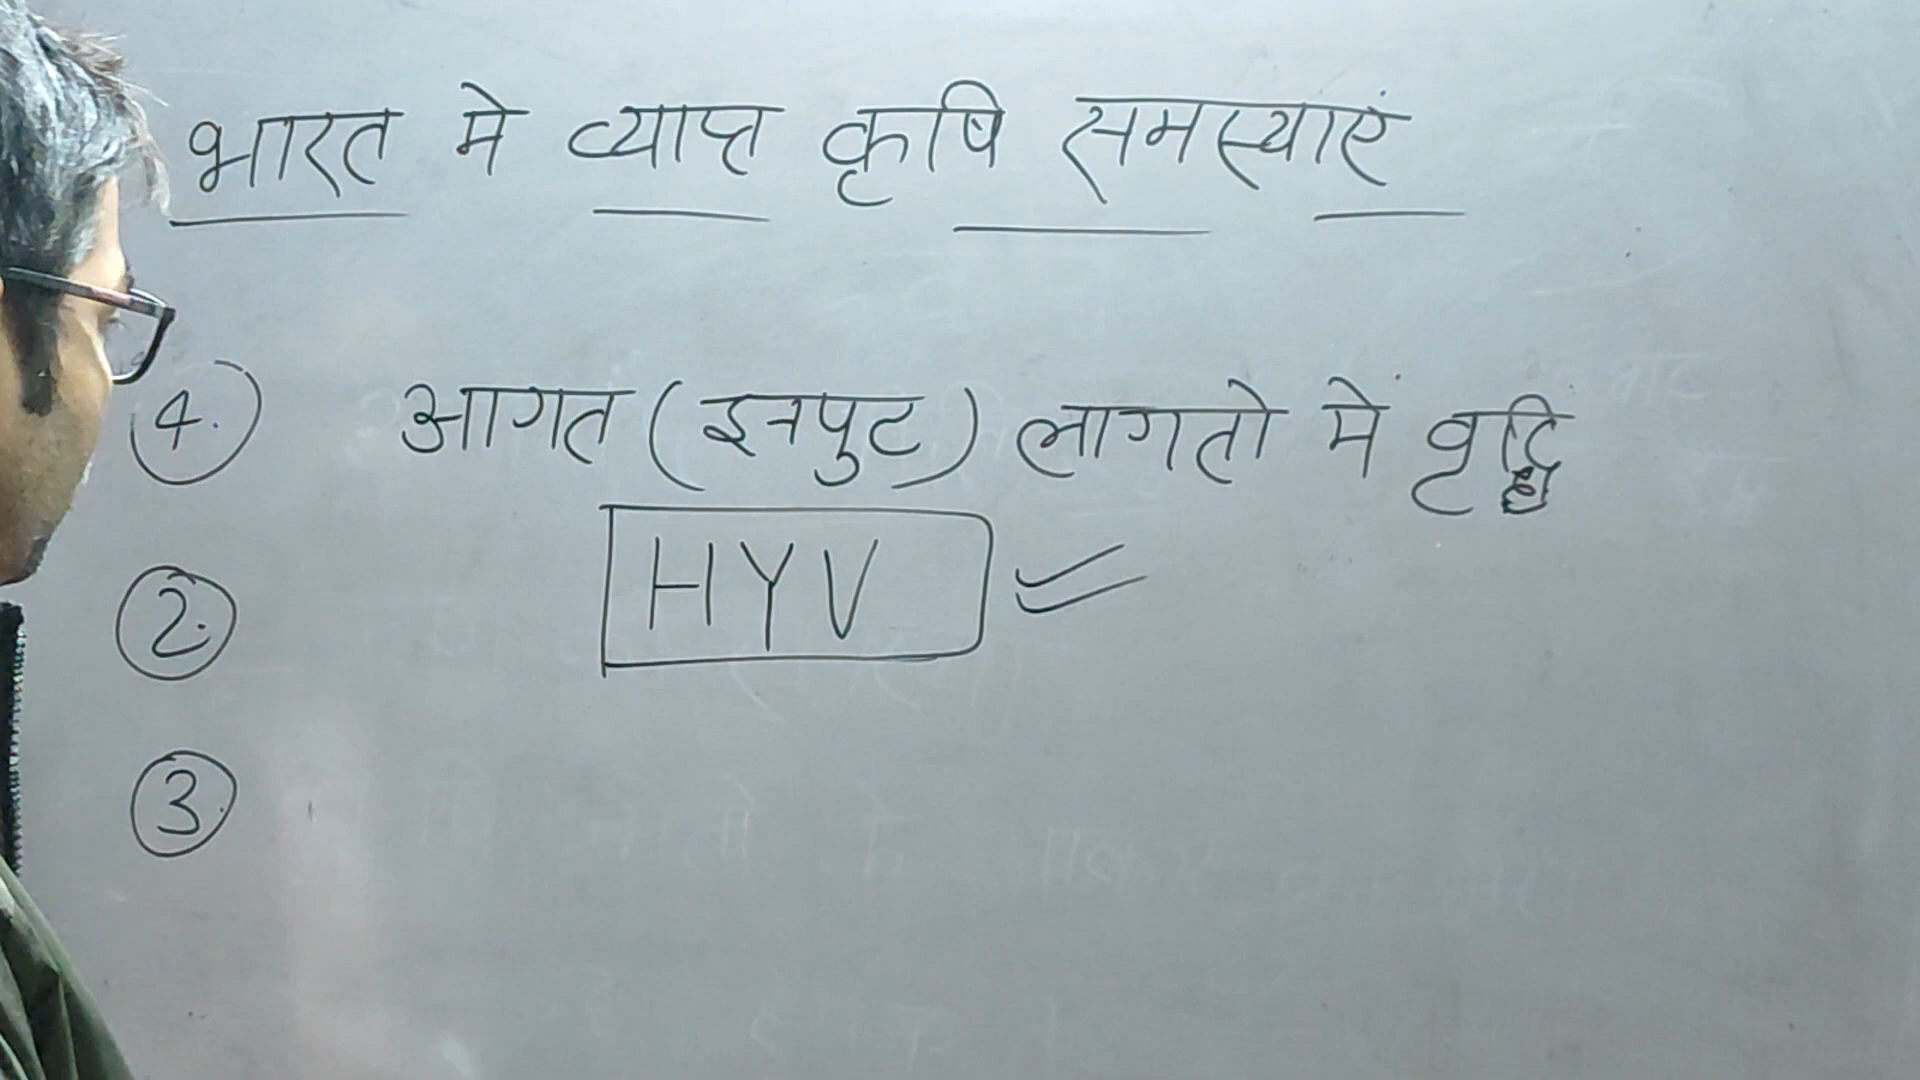 भारत मे व्याप्त कृषि समस्याएं
4. आगत (इनपुट) लागतो में वृद्धि
HYV
2.
3.